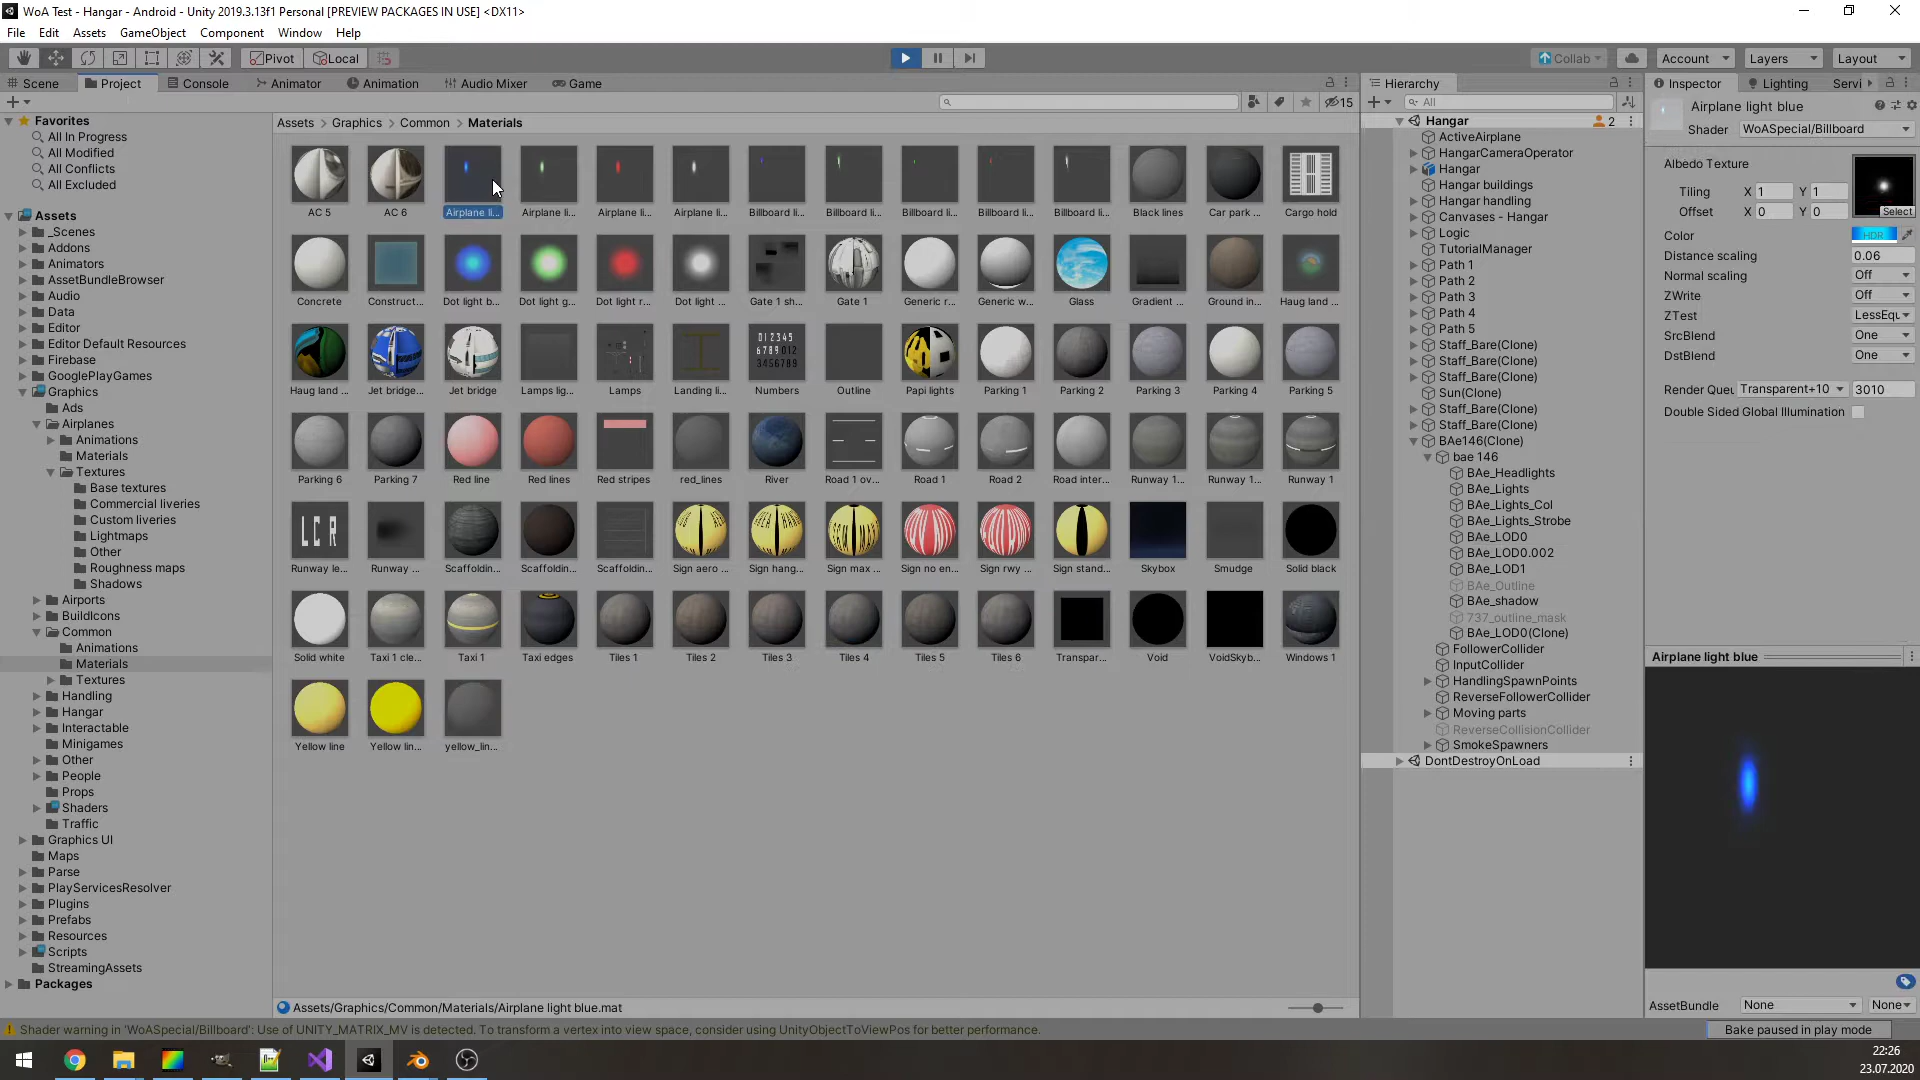 WoA Test - Hangar - Android - Unity 2019.3.13f1 Personal [PREVIEW PACKAGES IN USE] <DX11>
File Edit Assets GameObject Component Window Help
Pivot Local Collab Account Layers Layout
Scene Project Console Animator Animation Audio Mixer Game
15
Favorites
All In Progress
All Modified
All Conflicts
All Excluded
Assets
_Scenes
Addons
Animators
AssetBundleBrowser
Audio
Data
Editor
Editor Default Resources
Firebase
GooglePlayGames
Graphics
Ads
Airplanes
Animations
Materials
Textures
Base textures
Commercial liveries
Custom liveries
Lightmaps
Other
Roughness maps
Shadows
Airports
BuildIcons
Common
Animations
Materials
Textures
Handling
Hangar
Interactable
Minigames
Other
People
Props
Shaders
Traffic
Graphics UI
Maps
Parse
PlayServicesResolver
Plugins
Prefabs
Resources
Scripts
StreamingAssets
Packages
Assets > Graphics > Common > Materials
AC 5 AC 6 Airplane li... Airplane li... Airplane li... Airplane li... Billboard li... Billboard li... Billboard li... Billboard li... Billboard li... Black lines Car park ... Cargo hold
Concrete Construct... Dot light b... Dot light g... Dot light r... Dot light ... Gate 1 sh... Gate 1 Generic r... Generic w... Glass Gradient ... Ground in... Haug land ...
012345
6789 012
3456789
Haug land ... Jet bridge... Jet bridge Lamps lig... Lamps Landing li... Numbers Outline Papi lights Parking 1 Parking 2 Parking 3 Parking 4 Parking 5
Parking 6 Parking 7 Red line Red lines Red stripes red_lines River Road 1 ov... Road 1 Road 2 Road inter... Runway 1... Runway 1... Runway 1
LCR
Runway le... Runway ... Scaffoldin... Scaffoldin... Scaffoldin... Sign aero ... Sign hang... Sign max ... Sign no en... Sign rwy ... Sign stand... Skybox Smudge Solid black
Solid white Taxi 1 cle... Taxi 1 Taxi edges Tiles 1 Tiles 2 Tiles 3 Tiles 4 Tiles 5 Tiles 6 Transpar... Void VoidSkyb... Windows 1
Yellow line Yellow lin... yellow_lin...
Assets/Graphics/Common/Materials/Airplane light blue.mat
Hierarchy
All
Hangar 2
ActiveAirplane
HangarCameraOperator
Hangar
Hangar buildings
Hangar handling
Canvases - Hangar
Logic
TutorialManager
Path 1
Path 2
Path 3
Path 4
Path 5
Staff_Bare(Clone)
Staff_Bare(Clone)
Staff_Bare(Clone)
Sun(Clone)
Staff_Bare(Clone)
Staff_Bare(Clone)
BAe146(Clone)
bae 146
BAe_Headlights
BAe_Lights
BAe_Lights_Col
BAe_Lights_Strobe
BAe_LOD0
BAe_LOD0.002
BAe_LOD1
BAe_Outline
BAe_shadow
737_outline_mask
BAe_LOD0(Clone)
FollowerCollider
InputCollider
HandlingSpawnPoints
ReverseFollowerCollider
Moving parts
ReverseCollisionCollider
SmokeSpawners
DontDestroyOnLoad
Inspector Lighting Servi
Airplane light blue
Shader WoASpecial/Billboard
Albedo Texture
Tiling X 1 Y 1
Offset X 0 Y 0
Select
Color HDR
Distance scaling 0.06
Normal scaling Off
ZWrite Off
ZTest LessEqu
SrcBlend One
DstBlend One
Render Queu Transparent+10 3010
Double Sided Global Illumination
Airplane light blue
AssetBundle None None
Shader warning in 'WoASpecial/Billboard': Use of UNITY_MATRIX_MV is detected. To transform a vertex into view space, consider using UnityObjectToViewPos for better performance.
Bake paused in play mode
22:26
23.07.2020